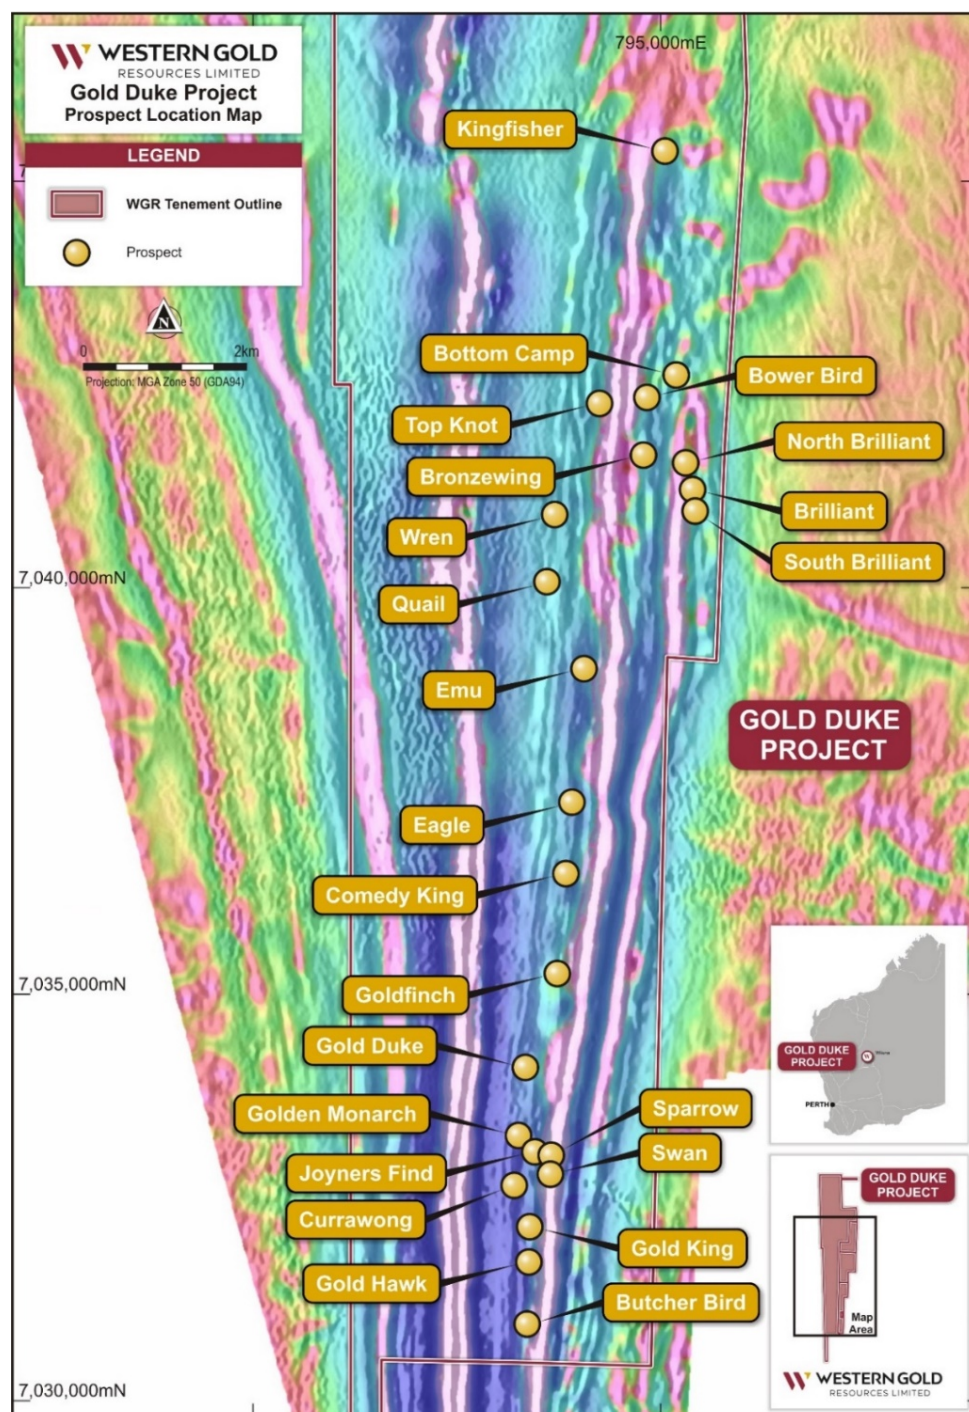 WESTERN GOLD
RESOURCES LIMITED
Gold Duke Project
Prospect Location Map
LEGEND
WGR Tenement Outline
Prospect
N
0 2km
Projection: MGA Zone 50 (GDA94)
795,000mE
Kingfisher
Bottom Camp
Bower Bird
Top Knot
North Brilliant
Bronzewing
Brilliant
Wren
South Brilliant
7,040,000mN
Quail
Emu
GOLD DUKE
PROJECT
Eagle
Comedy King
7,035,000mN
Goldfinch
Gold Duke
Golden Monarch
Sparrow
Joyners Find
Swan
Currawong
Gold King
Gold Hawk
Butcher Bird
7,030,000mN
GOLD DUKE
PROJECT
PERTH
GOLD DUKE
PROJECT
Map
Area
WESTERN GOLD
RESOURCES LIMITED